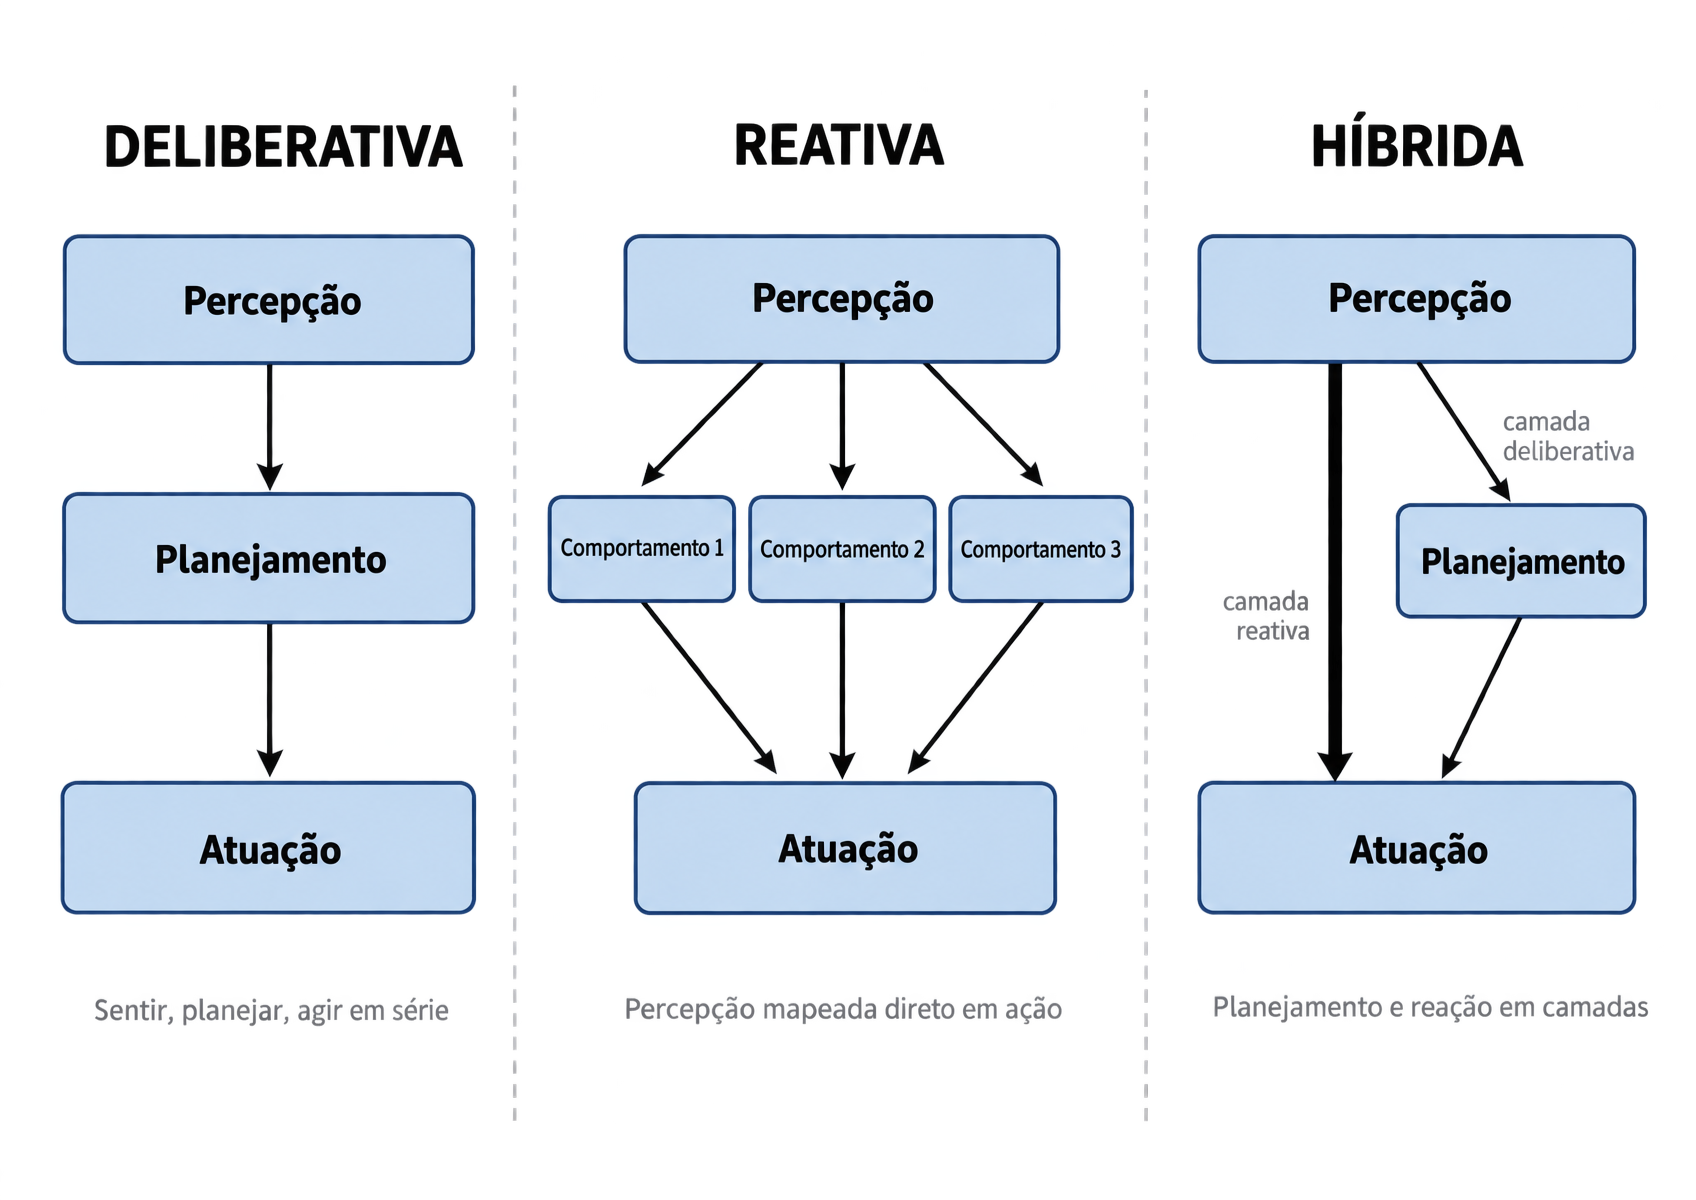 DELIBERATIVA
Percepção
Planejamento
Atuação
Sentir, planejar, agir em série
REATIVA
Percepção
Comportamento 1
Comportamento 2
Comportamento 3
Atuação
Percepção mapeada direto em ação
HÍBRIDA
Percepção
camada
deliberativa
Planejamento
camada
reativa
Atuação
Planejamento e reação em camadas